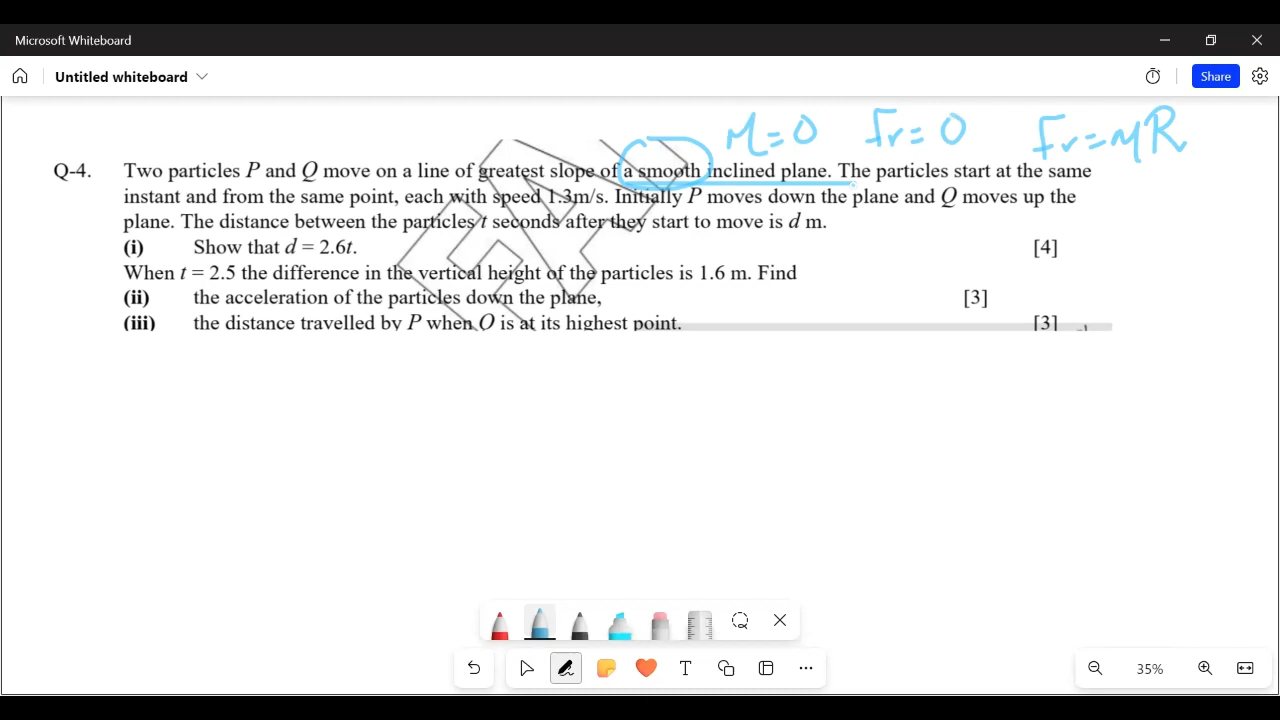 Microsoft Whiteboard
Untitled whiteboard
Share
μ=0 Fr=0 Fr=μR
Q-4. Two particles P and Q move on a line of greatest slope of a smooth inclined plane. The particles start at the same
instant and from the same point, each with speed 1.3m/s. Initially P moves down the plane and Q moves up the
plane. The distance between the particles t seconds after they start to move is d m.
(i) Show that d = 2.6t. [4]
When t = 2.5 the difference in the vertical height of the particles is 1.6 m. Find
(ii) the acceleration of the particles down the plane, [3]
(iii) the distance travelled by P when Q is at its highest point. [3]
35%